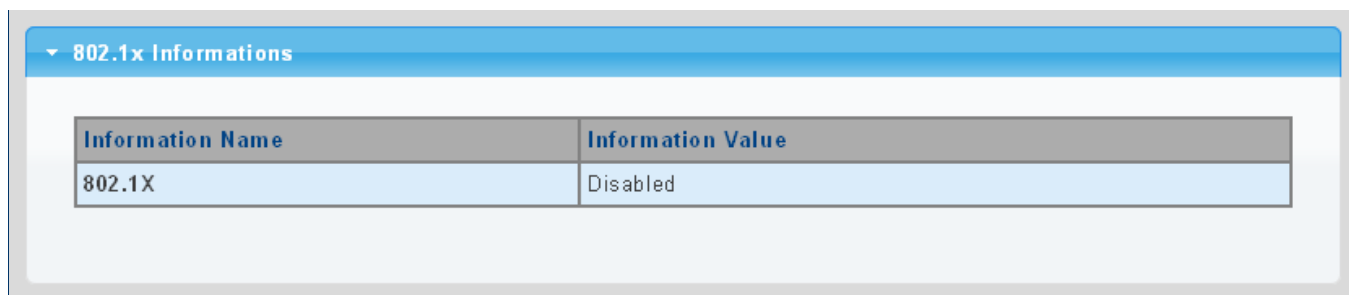 802.1x Informations
Information Name Information Value
802.1X Disabled